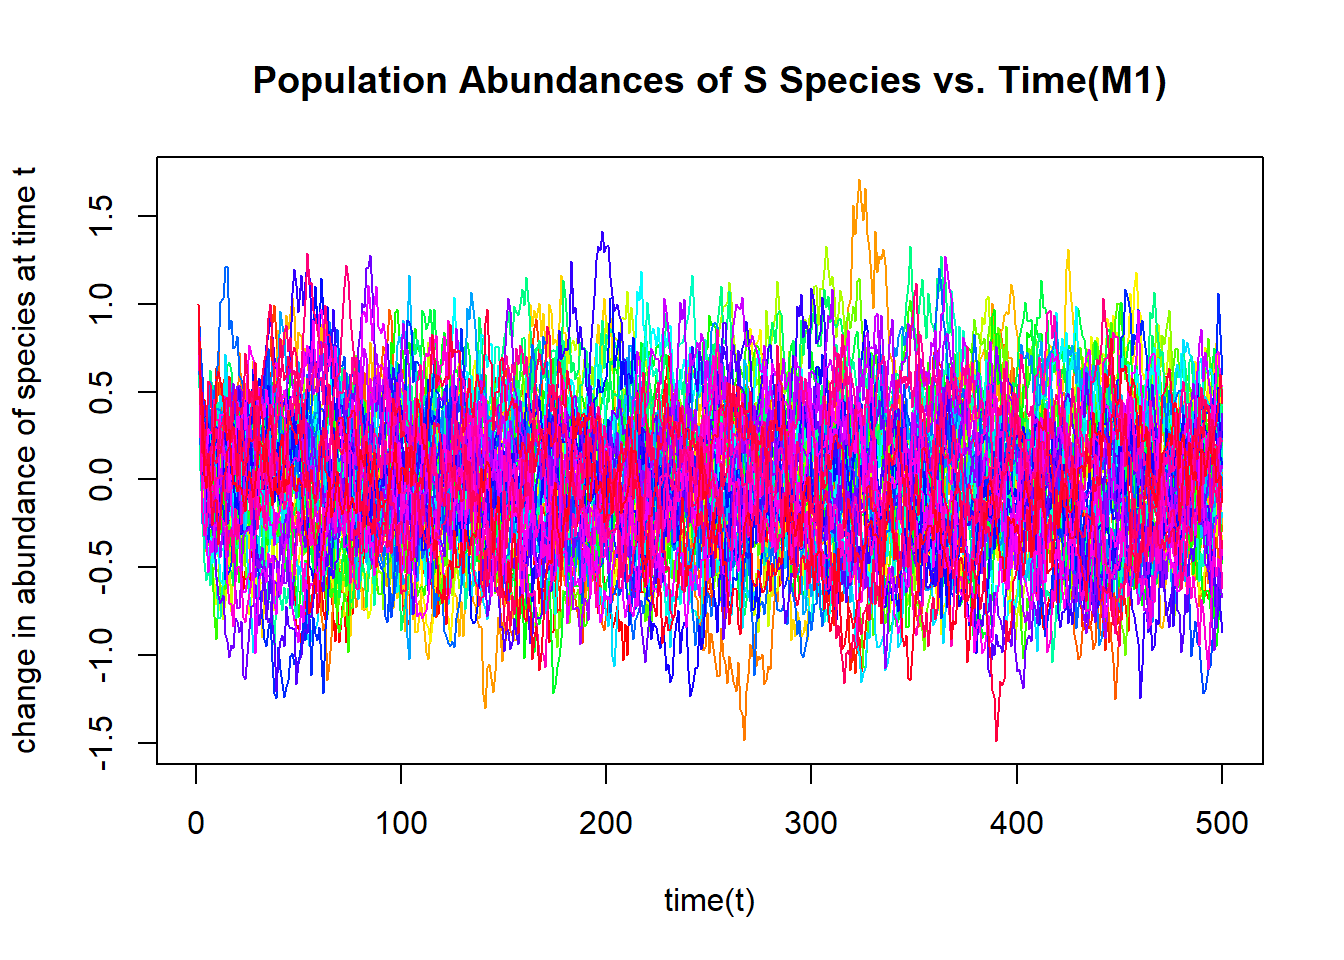 Population Abundances of S Species vs. Time(M1)
change in abundance of species at time t
1.5
1.0
0.5
0.0
-0.5
-1.0
-1.5
0 100 200 300 400 500
time(t)